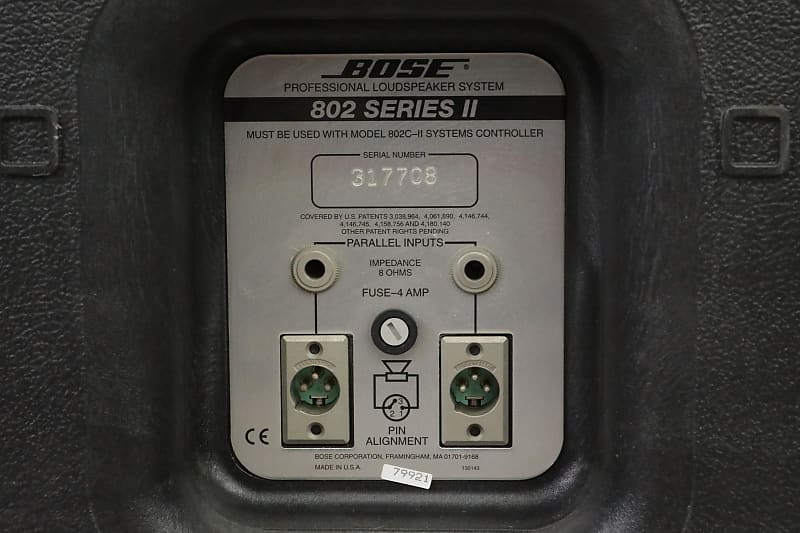 BOSE®
PROFESSIONAL LOUDSPEAKER SYSTEM
802 SERIES II
MUST BE USED WITH MODEL 802C-II SYSTEMS CONTROLLER
SERIAL NUMBER
317708
COVERED BY U.S. PATENTS 3,038,964, 4,061,890, 4,146,744,
4,146,745, 4,158,756 AND 4,180,140
OTHER PATENT RIGHTS PENDING
PARALLEL INPUTS
IMPEDANCE
8 OHMS
FUSE-4 AMP
3
2 1
PIN
ALIGNMENT
CE
BOSE CORPORATION, FRAMINGHAM, MA 01701-9168
MADE IN U.S.A. 130143
79921